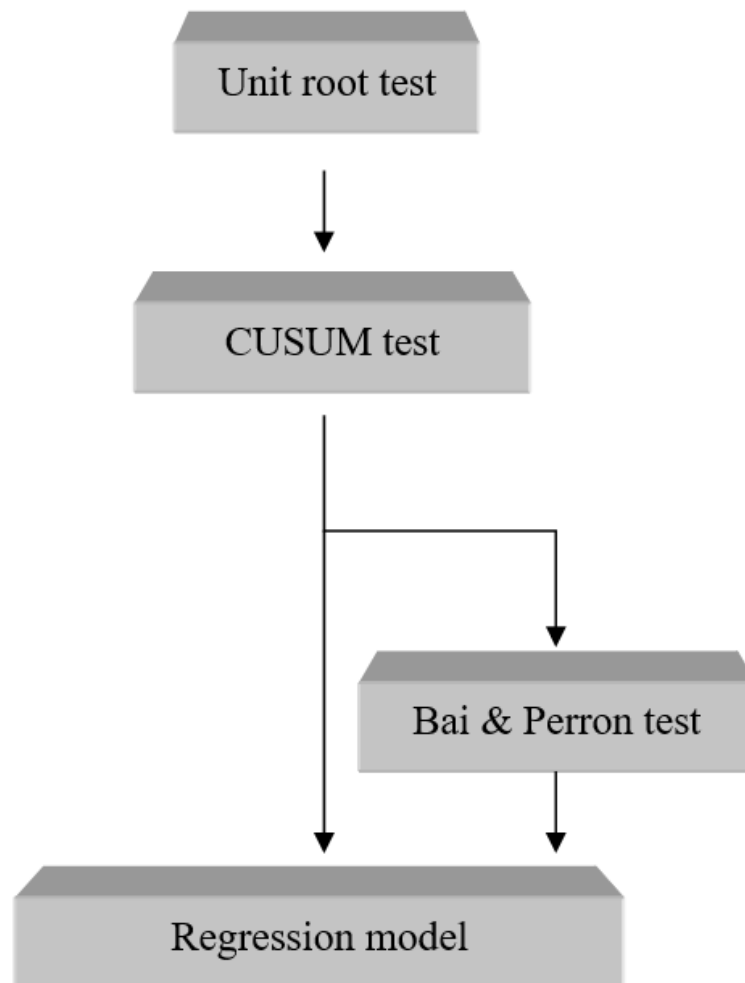 Unit root test
CUSUM test
Bai & Perron test
Regression model